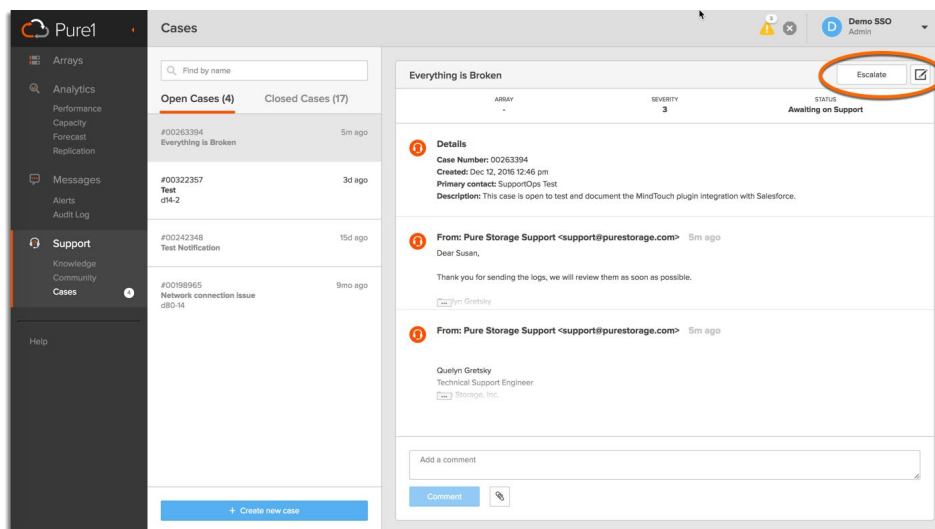 Pure1
Cases
3
D
Demo SSO
Admin
Arrays
Analytics
Performance
Capacity
Forecast
Replication
Messages
Alerts
Audit Log
Support
Knowledge
Community
Cases
4
Help
Find by name
Open Cases (4)
Closed Cases (17)
#00263394
5m ago
Everything is Broken
#00322357
3d ago
Test
d14-2
#00242348
15d ago
Test Notification
#00198965
9mo ago
Network connection issue
d80-14
+ Create new case
Everything is Broken
Escalate
ARRAY
-
SEVERITY
3
STATUS
Awaiting on Support
Details
Case Number: 00263394
Created: Dec 12, 2016 12:46 pm
Primary contact: SupportOps Test
Description: This case is open to test and document the MindTouch plugin integration with Salesforce.
From: Pure Storage Support <support@purestorage.com> 5m ago
Dear Susan,
Thank you for sending the logs, we will review them as soon as possible.
... lyn Gretsky
From: Pure Storage Support <support@purestorage.com> 5m ago
Quelyn Gretsky
Technical Support Engineer
... Storage, Inc.
Add a comment
Comment